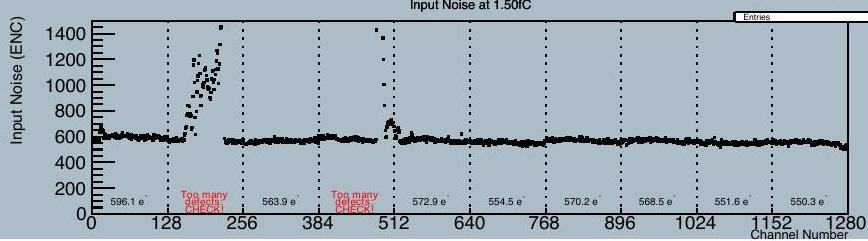 Input Noise at 1.50fC
Entries
Input Noise (ENC)
1400
1200
1000
800
600
400
200
0
596.1 e-
Too many
defects
CHECK!
563.9 e-
Too many
defects
CHECK!
572.9 e-
554.5 e-
570.2 e-
568.5 e-
551.6 e-
550.3 e-
0 128 256 384 512 640 768 896 1024 1152 1280
Channel Number